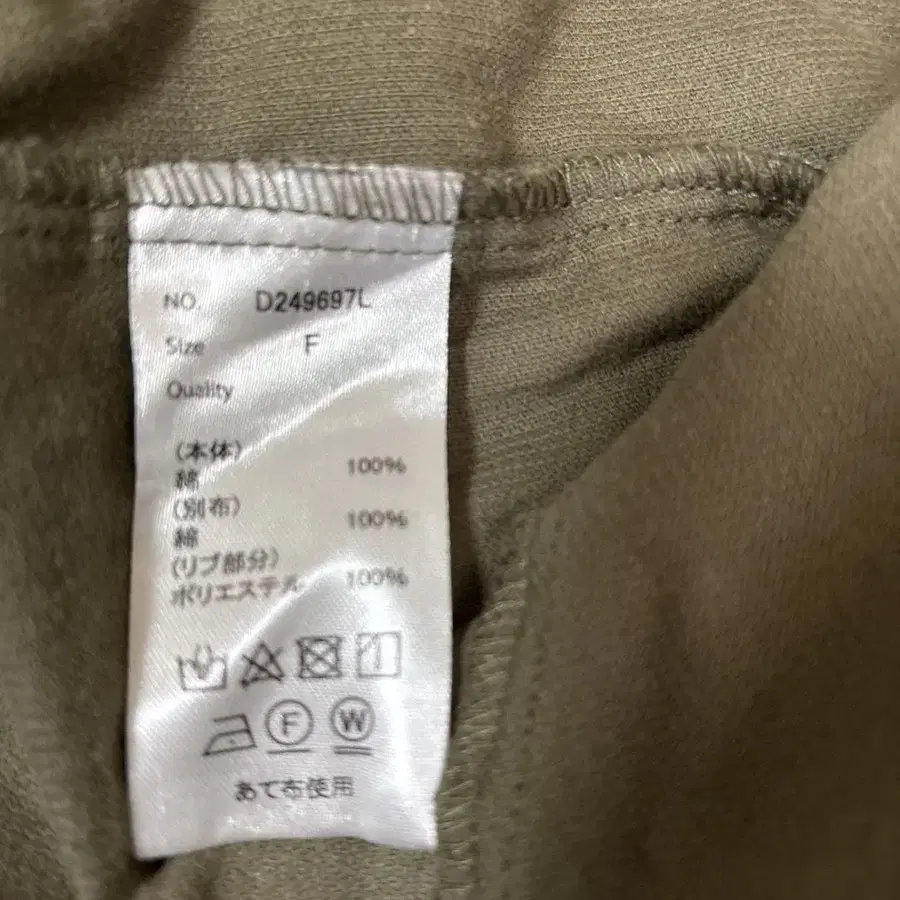 NO. D249697L
Size F
Quality
(本体)
綿 100%
(別布)
綿 100%
(リブ部分)
ポリエステル 100%
F W
あて布使用